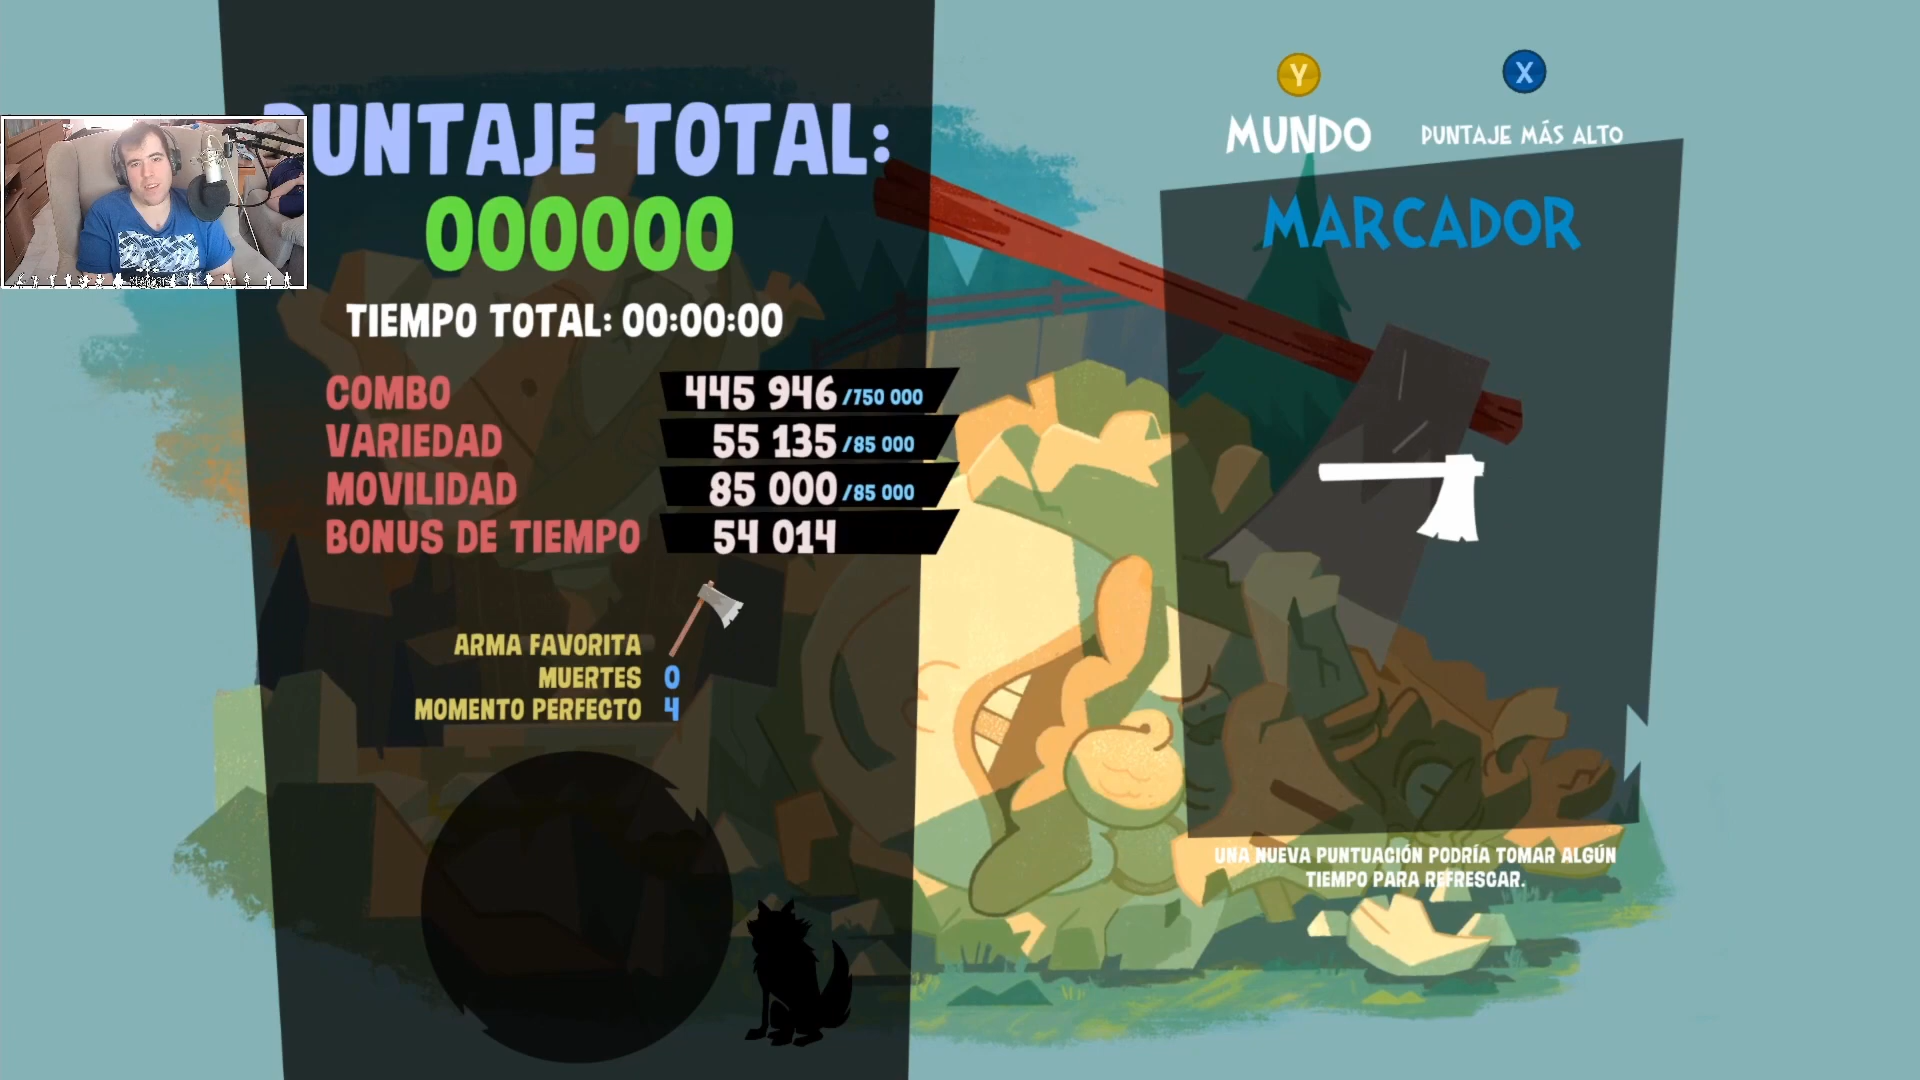 PUNTAJE TOTAL:
000000
TIEMPO TOTAL: 00:00:00
COMBO 445 946 /750 000
VARIEDAD 55 135 /85 000
MOVILIDAD 85 000 /85 000
BONUS DE TIEMPO 54 014
ARMA FAVORITA
MUERTES 0
MOMENTO PERFECTO 4
Y
MUNDO
X
PUNTAJE MÁS ALTO
MARCADOR
UNA NUEVA PUNTUACIÓN PODRÍA TOMAR ALGÚN
TIEMPO PARA REFRESCAR.